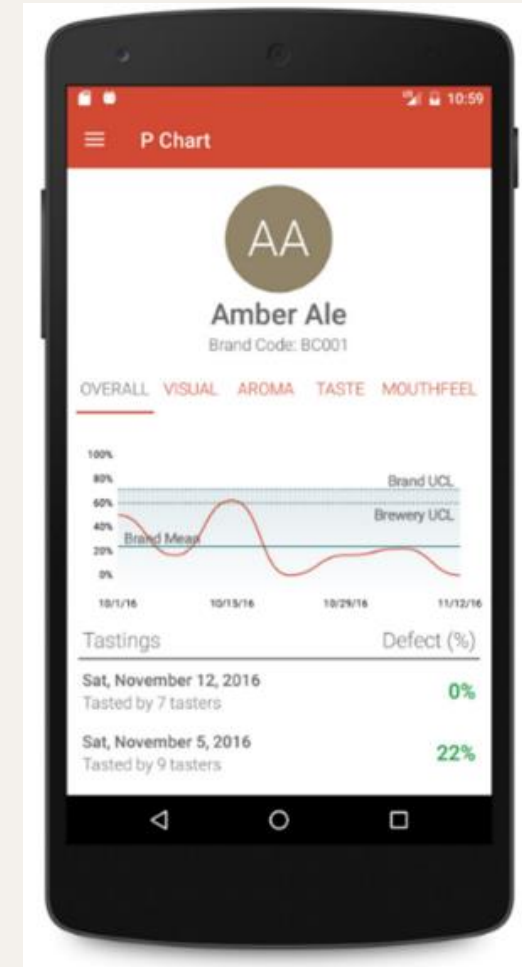 10:59
P Chart
AA
Amber Ale
Brand Code: BC001
OVERALL VISUAL AROMA TASTE MOUTHFEEL
100%
80%
Brand UCL
60%
Brewery UCL
40%
Brand Mean
20%
0%
10/1/16 10/15/16 10/29/16 11/12/16
Tastings Defect (%)
Sat, November 12, 2016
0%
Tasted by 7 tasters
Sat, November 5, 2016
22%
Tasted by 9 tasters